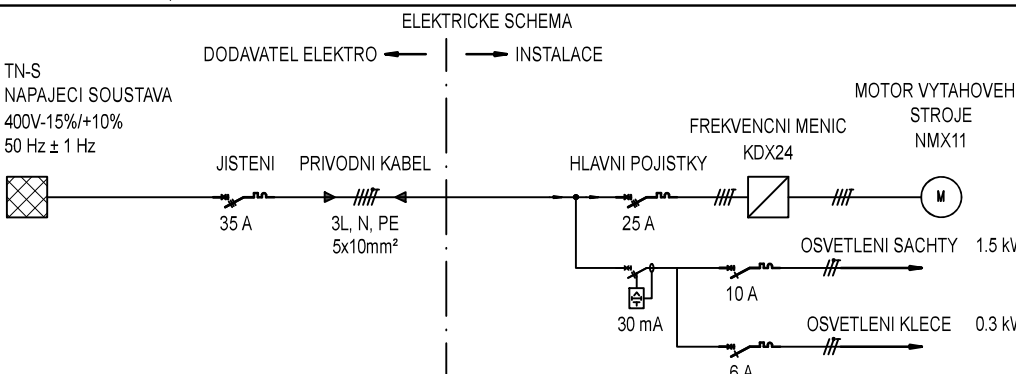 ELEKTRICKE SCHEMA
DODAVATEL ELEKTRO
INSTALACE
TN-S
NAPAJECI SOUSTAVA
400V-15%/+10%
50 Hz ± 1 Hz
JISTENI
35 A
PRIVODNI KABEL
3L, N, PE
5x10mm²
HLAVNI POJISTKY
25 A
FREKVENCNI MENIC
KDX24
MOTOR VYTAHOVEH
STROJE
NMX11
M
30 mA
OSVETLENI SACHTY 1.5 kW
10 A
OSVETLENI KLECE 0.3 kW
6 A